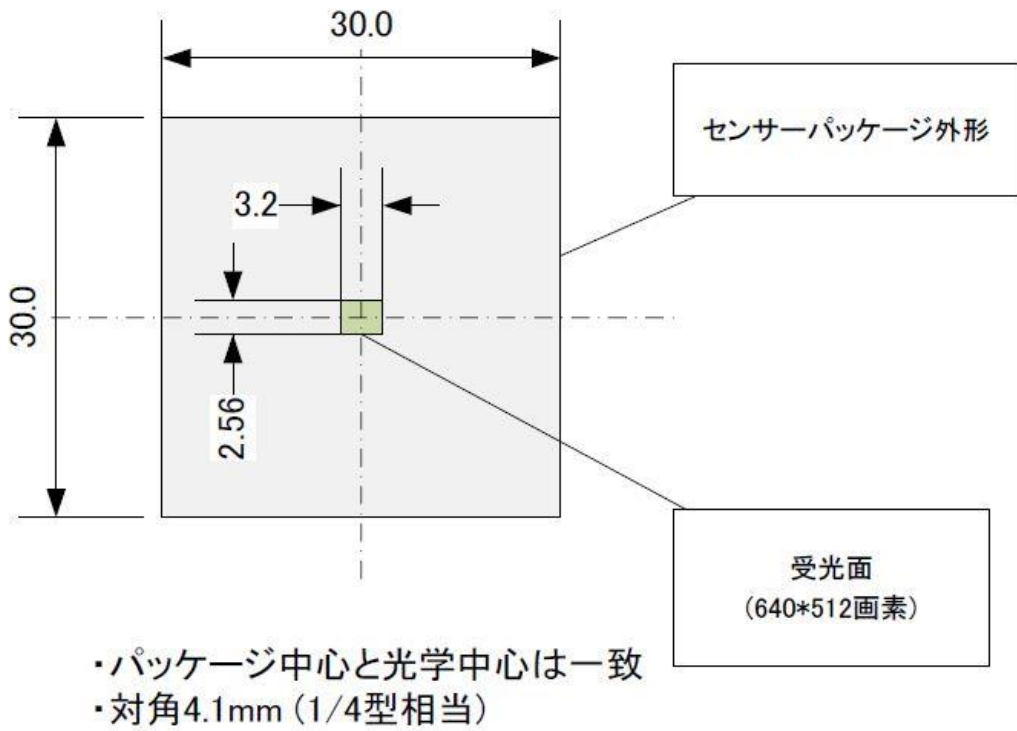 30.0
センサーパッケージ外形
3.2
30.0
2.56
受光面
(640*512画素)
・パッケージ中心と光学中心は一致
・対角4.1mm (1/4型相当)